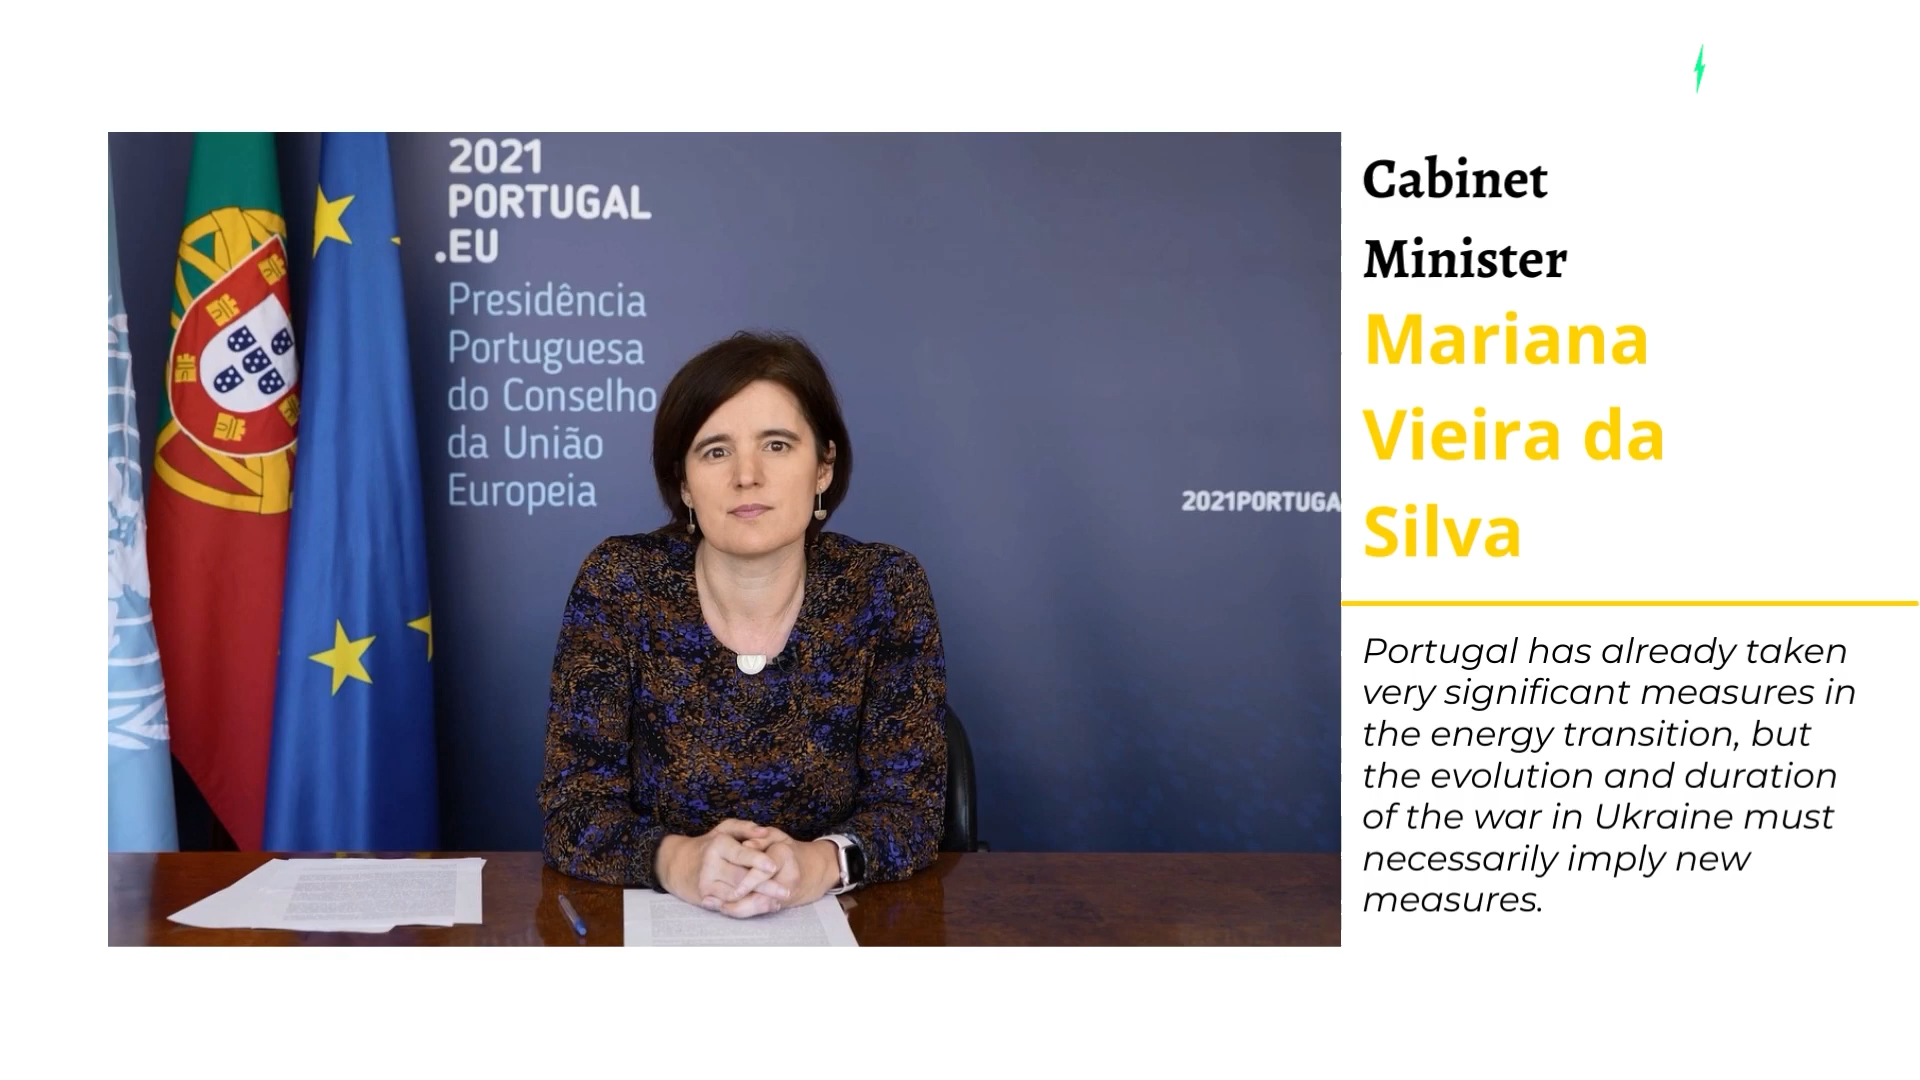 2021
PORTUGAL
.EU
Presidência
Portuguesa
do Conselho
da União
Europeia
2021PORTUGA
Cabinet
Minister
Mariana
Vieira da
Silva
Portugal has already taken
very significant measures in
the energy transition, but
the evolution and duration
of the war in Ukraine must
necessarily imply new
measures.